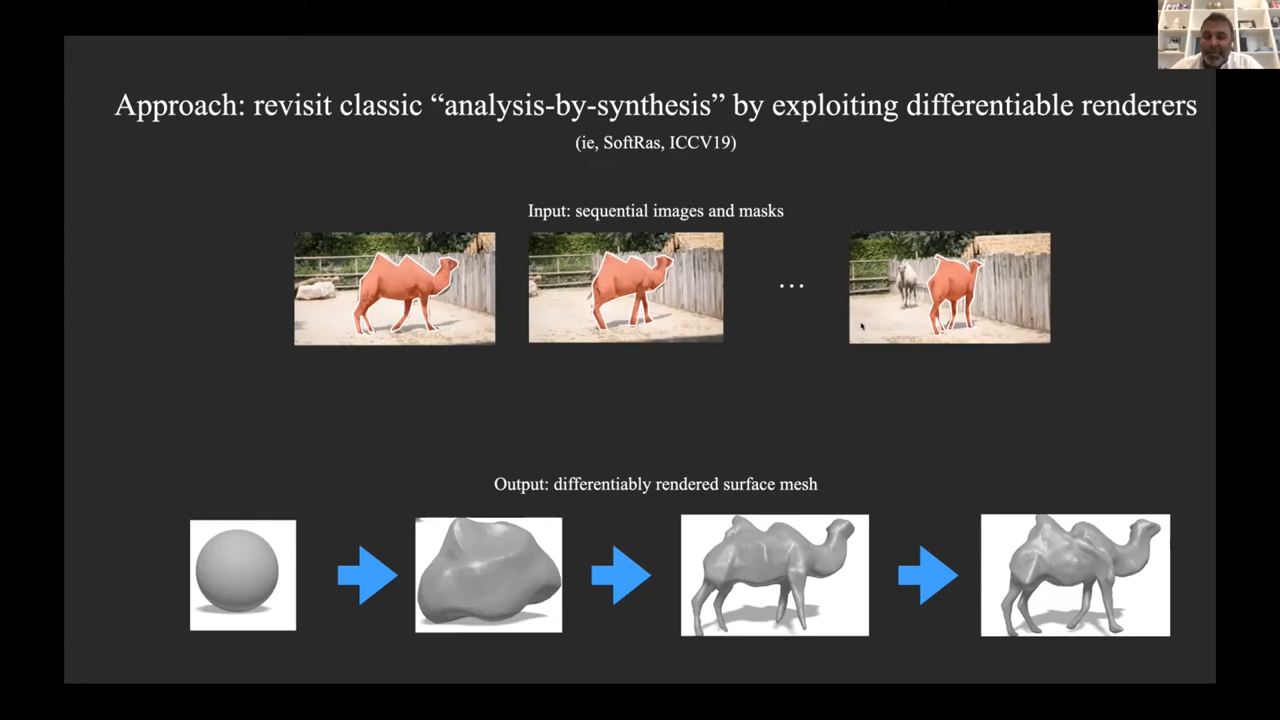 Approach: revisit classic “analysis-by-synthesis” by exploiting differentiable renderers
(ie, SoftRas, ICCV19)
Input: sequential images and masks
...
Output: differentiably rendered surface mesh